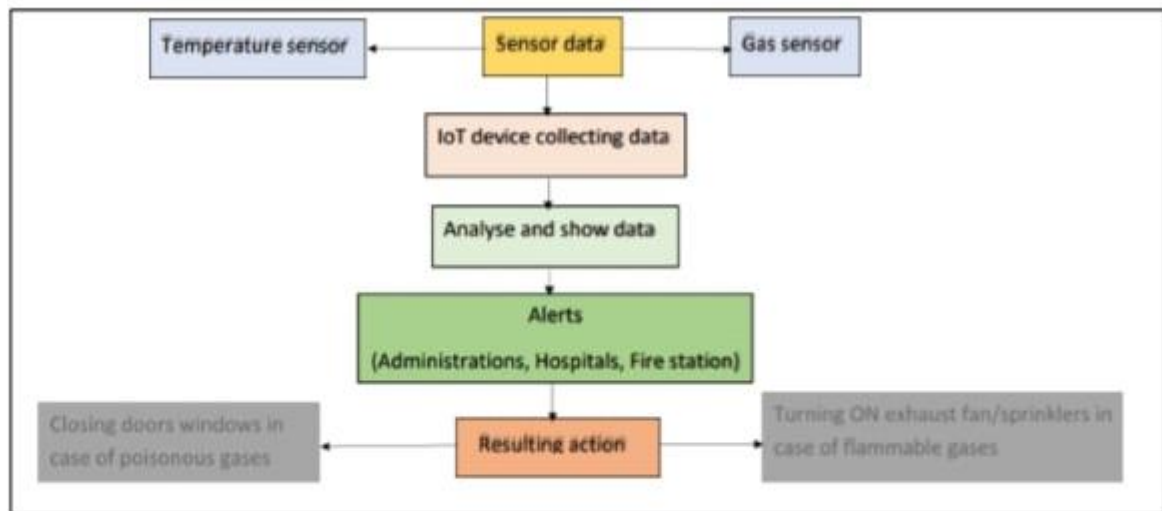 Temperature sensor
Sensor data
Gas sensor
IoT device collecting data
Analyse and show data
Alerts
(Administrations, Hospitals, Fire station)
Closing doors windows in
case of poisonous gases
Resulting action
Turning ON exhaust fan/sprinklers in
case of flammable gases